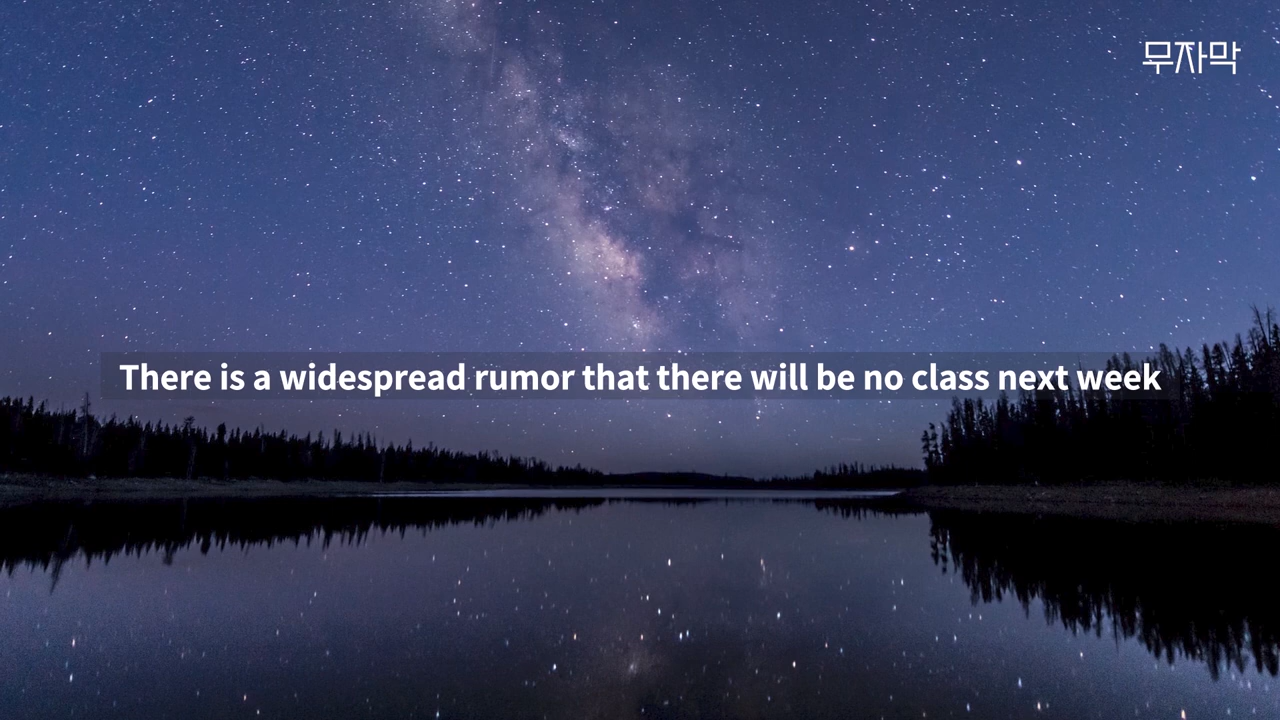 무자막
There is a widespread rumor that there will be no class next week